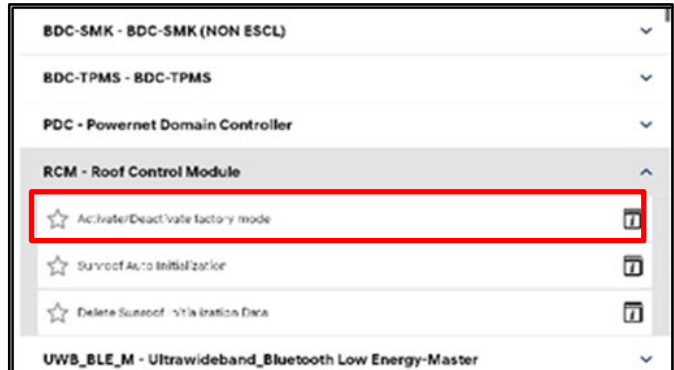 BDC-SMK - BDC-SMK (NON ESCL)
BDC-TPMS - BDC-TPMS
PDC - Powernet Domain Controller
RCM - Roof Control Module
Activate/Deactivate factory mode
Sunroof Auto Initialization
Delete Sunroof Initialization Data
UWB_BLE_M - Ultrawideband_Bluetooth Low Energy-Master